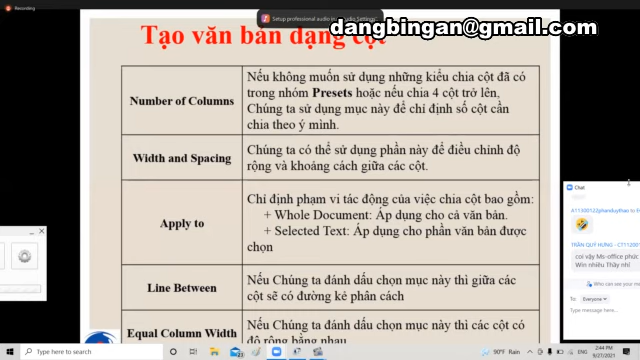 Recording
Setup professional audio in "Audio Settings"
dangbingan@gmail.com
Tạo văn bản dạng cột
Number of Columns
Nếu không muốn sử dụng những kiểu chia cột đã có
trong nhóm Presets hoặc nếu chia 4 cột trở lên,
Chúng ta sử dụng mục này để chỉ định số cột cần
chia theo ý mình.
Width and Spacing
Chúng ta có thể sử dụng phần này để điều chỉnh độ
rộng và khoảng cách giữa các cột.
Apply to
Chỉ định phạm vi tác động của việc chia cột bao gồm:
+ Whole Document: Áp dụng cho cả văn bản.
+ Selected Text: Áp dụng cho phần văn bản được
chọn
Line Between
Nếu Chúng ta đánh dấu chọn mục này thì giữa các
cột sẽ có đường kẻ phân cách
Equal Column Width
Nếu Chúng ta đánh dấu chọn mục này thì các cột có
độ rộng bằng nhau
Chat
TRẦN QUÝ HƯNG - CT11200
coi vậy Ms-office phức
Win nhiều Thầy nhỉ
Who can see your me
To: Everyone
Type message here...
Type here to search
90°F Rain
2:44 PM
9/27/2021